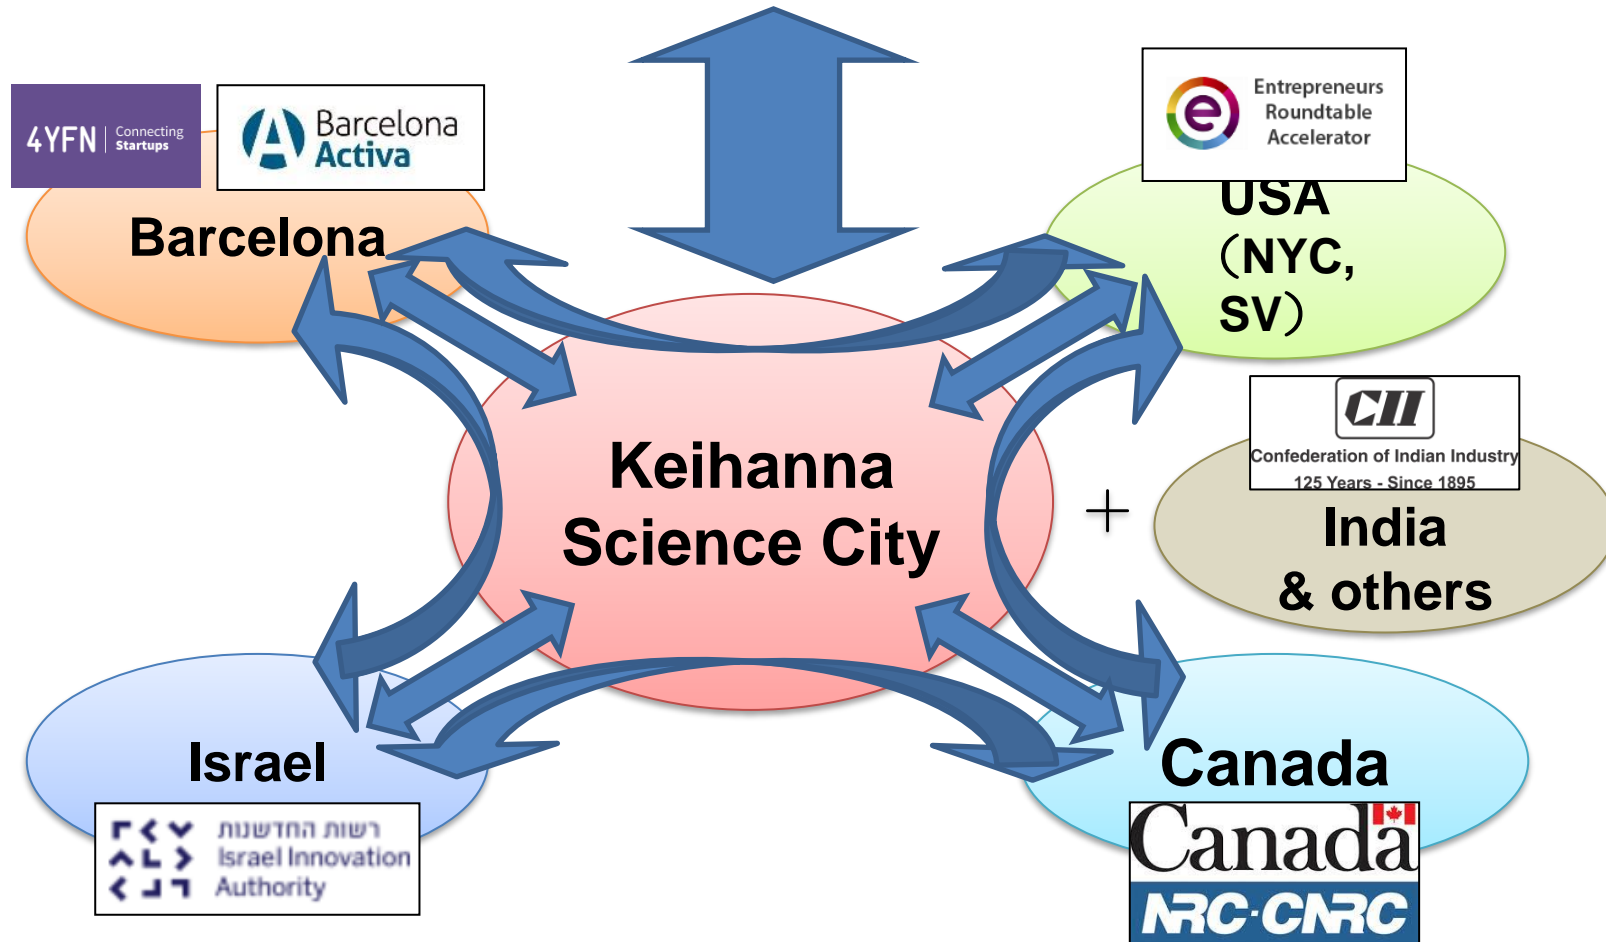 4YFN
Connecting
Startups
Barcelona
Activa
Entrepreneurs
Roundtable
Accelerator
Barcelona
USA
（NYC,
SV）
Keihanna
Science City
＋
CII
Confederation of Indian Industry
125 Years - Since 1895
India
& others
Israel
רשות החדשנות
Israel Innovation
Authority
Canada
Canada
NRC·CNRC